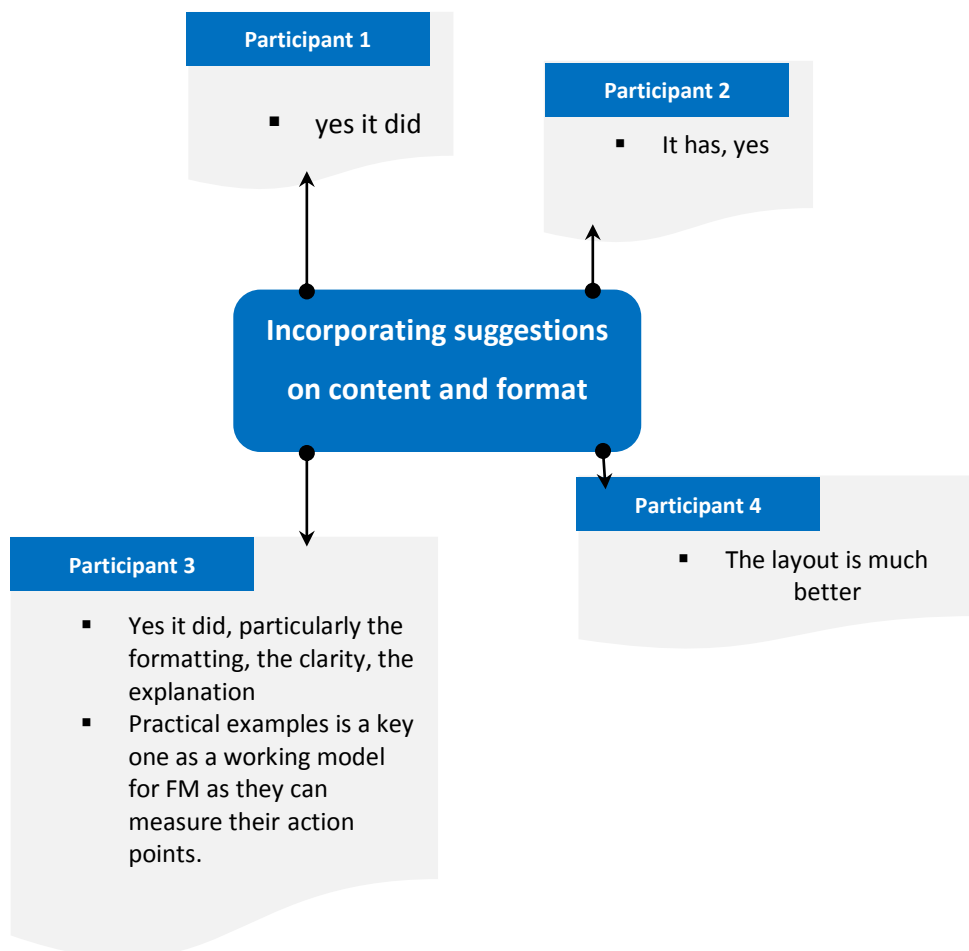 Participant 1
▪ yes it did
Participant 2
▪ It has, yes
Incorporating suggestions
on content and format
Participant 3
▪ Yes it did, particularly the
formatting, the clarity, the
explanation
▪ Practical examples is a key
one as a working model
for FM as they can
measure their action
points.
Participant 4
▪ The layout is much
better